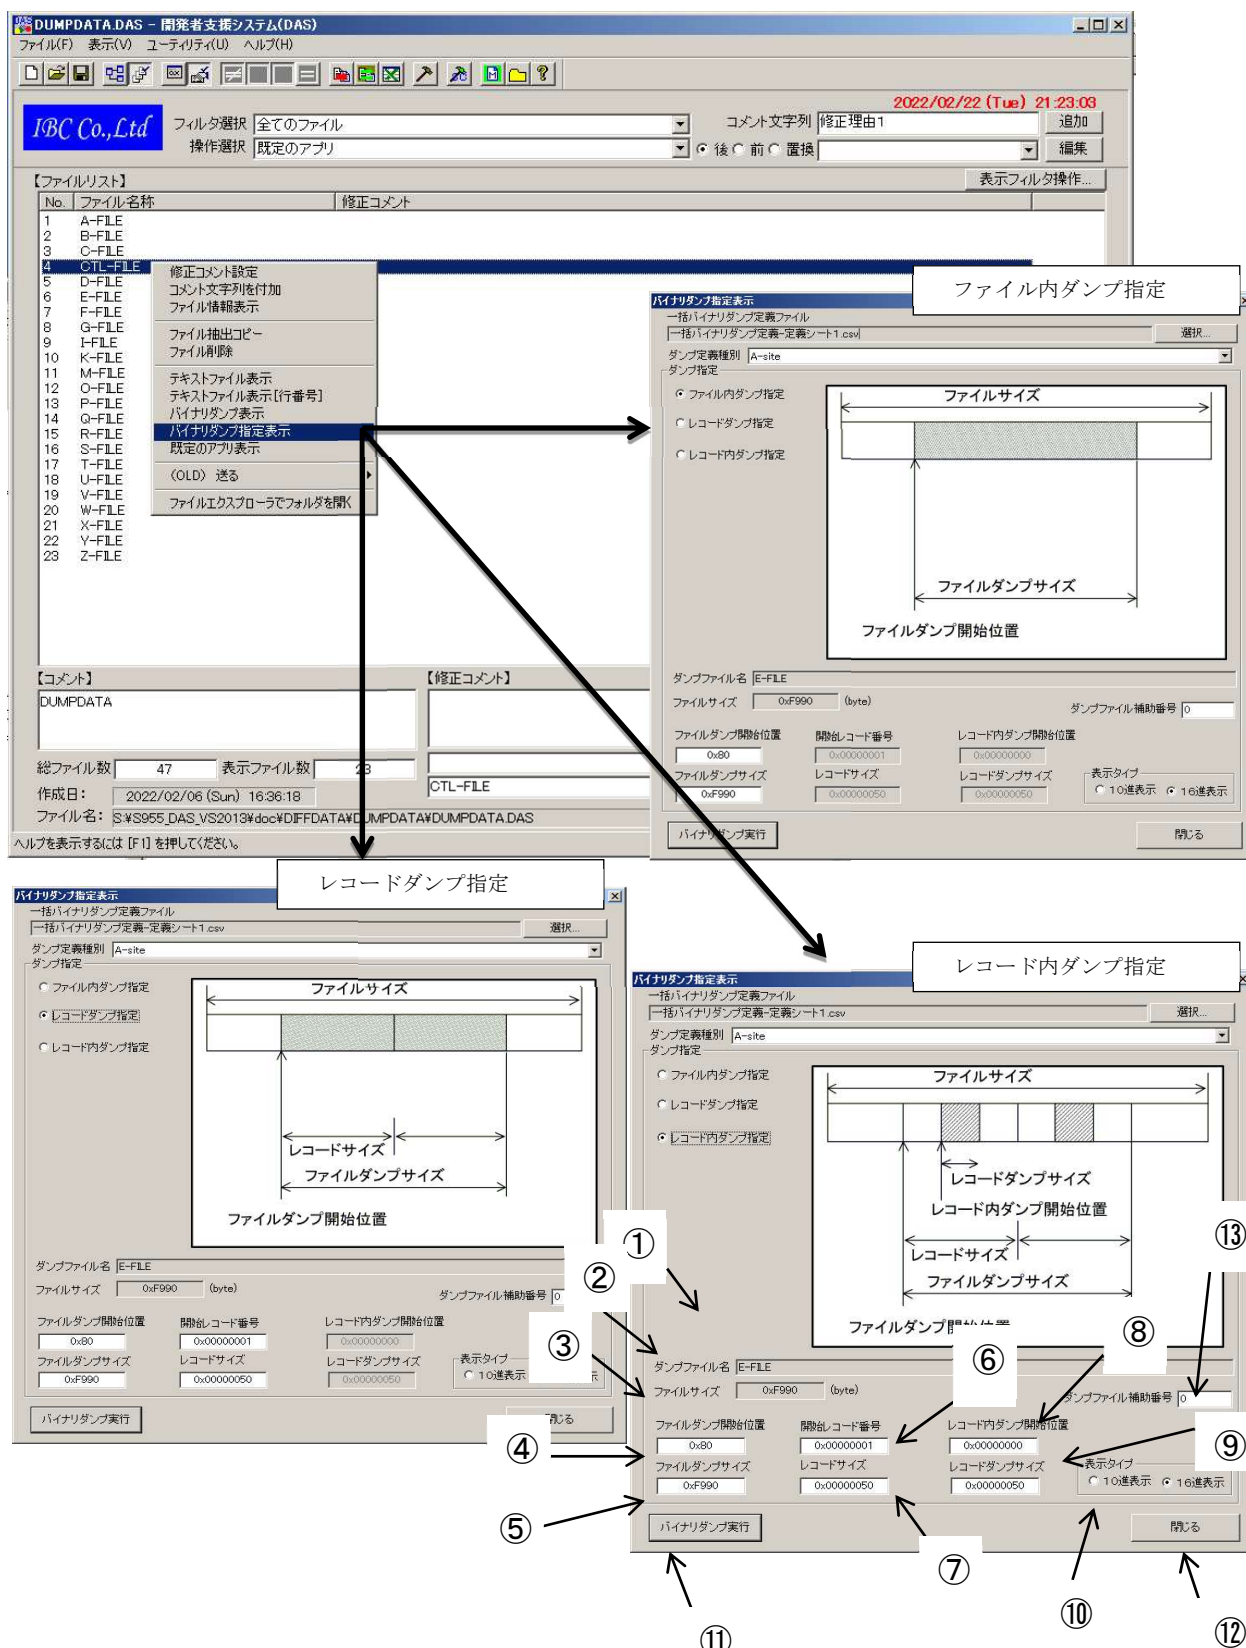 DUMPDATA.DAS - 開発者支援システム(DAS)
ファイル(F) 表示(V) ユーティリティ(U) ヘルプ(H)
2022/02/22 (Tue) 21:23:03
IBC Co.,Ltd
フィルタ選択 全てのファイル
コメント文字列 修正理由1 追加
操作選択 既定のアプリ
後 前 置換 編集
【ファイルリスト】
表示フィルタ操作...
No. ファイル名称 修正コメント
1 A-FILE
2 B-FILE
3 C-FILE
4 CTL-FILE
5 D-FILE
6 E-FILE
7 F-FILE
8 G-FILE
9 I-FILE
10 K-FILE
11 M-FILE
12 O-FILE
13 P-FILE
14 Q-FILE
15 R-FILE
16 S-FILE
17 T-FILE
18 U-FILE
19 V-FILE
20 W-FILE
21 X-FILE
22 Y-FILE
23 Z-FILE
修正コメント設定
コメント文字列を付加
ファイル情報表示
ファイル抽出コピー
ファイル削除
テキストファイル表示
テキストファイル表示[行番号]
バイナリダンプ表示
バイナリダンプ指定表示
既定のアプリ表示
(OLD) 送る
ファイルエクスプローラでフォルダを開く
【コメント】
DUMPDATA
【修正コメント】
CTL-FILE
総ファイル数 47 表示ファイル数 23
作成日: 2022/02/06 (Sun) 16:36:18
ファイル名: S:¥S955_DAS_VS2013¥doc¥DIFFDATA¥DUMPDATA¥DUMPDATA.DAS
ヘルプを表示するには [F1] を押してください。
ファイル内ダンプ指定
バイナリダンプ指定表示
一括バイナリダンプ定義ファイル
一括バイナリダンプ定義-定義シート1.csv 選択...
ダンプ定義種別 A-site
ダンプ指定
ファイル内ダンプ指定
レコードダンプ指定
レコード内ダンプ指定
ファイルサイズ
ファイルダンプサイズ
ファイルダンプ開始位置
ダンプファイル名 E-FILE
ファイルサイズ 0xF990 (byte)
ダンプファイル補助番号 0
ファイルダンプ開始位置 開始レコード番号 レコード内ダンプ開始位置
0x80 0x00000001 0x00000000
ファイルダンプサイズ レコードサイズ レコードダンプサイズ 表示タイプ
0xF990 0x00000050 0x00000050 10進表示 16進表示
バイナリダンプ実行 閉じる
レコードダンプ指定
バイナリダンプ指定表示
一括バイナリダンプ定義ファイル
一括バイナリダンプ定義-定義シート1.csv 選択...
ダンプ定義種別 A-site
ダンプ指定
ファイル内ダンプ指定
レコードダンプ指定
レコード内ダンプ指定
ファイルサイズ
レコードサイズ
ファイルダンプサイズ
ファイルダンプ開始位置
ダンプファイル名 E-FILE
ファイルサイズ 0xF990 (byte)
ダンプファイル補助番号 0
ファイルダンプ開始位置 開始レコード番号 レコード内ダンプ開始位置
0x80 0x00000001 0x00000000
ファイルダンプサイズ レコードサイズ レコードダンプサイズ 表示タイプ
0xF990 0x00000050 0x00000050 10進表示 示
バイナリダンプ実行 閉じる
レコード内ダンプ指定
バイナリダンプ指定表示
一括バイナリダンプ定義ファイル
一括バイナリダンプ定義-定義シート1.csv 選択...
ダンプ定義種別 A-site
ダンプ指定
ファイル内ダンプ指定
レコードダンプ指定
レコード内ダンプ指定
ファイルサイズ
レコードダンプサイズ
レコード内ダンプ開始位置
レコードサイズ
ファイルダンプサイズ
ファイルダンプ開始位置
ダンプファイル名 E-FILE
ファイルサイズ 0xF990 (byte)
ダンプファイル補助番号 0
ファイルダンプ開始位置 開始レコード番号 レコード内ダンプ開始位置
0x80 0x00000001 0x00000000
ファイルダンプサイズ レコードサイズ レコードダンプサイズ 表示タイプ
0xF990 0x00000050 0x00000050 10進表示 16進表示
バイナリダンプ実行 閉じる
①
②
③
④
⑤
⑥
⑦
⑧
⑨
⑩
⑪
⑫
⑬